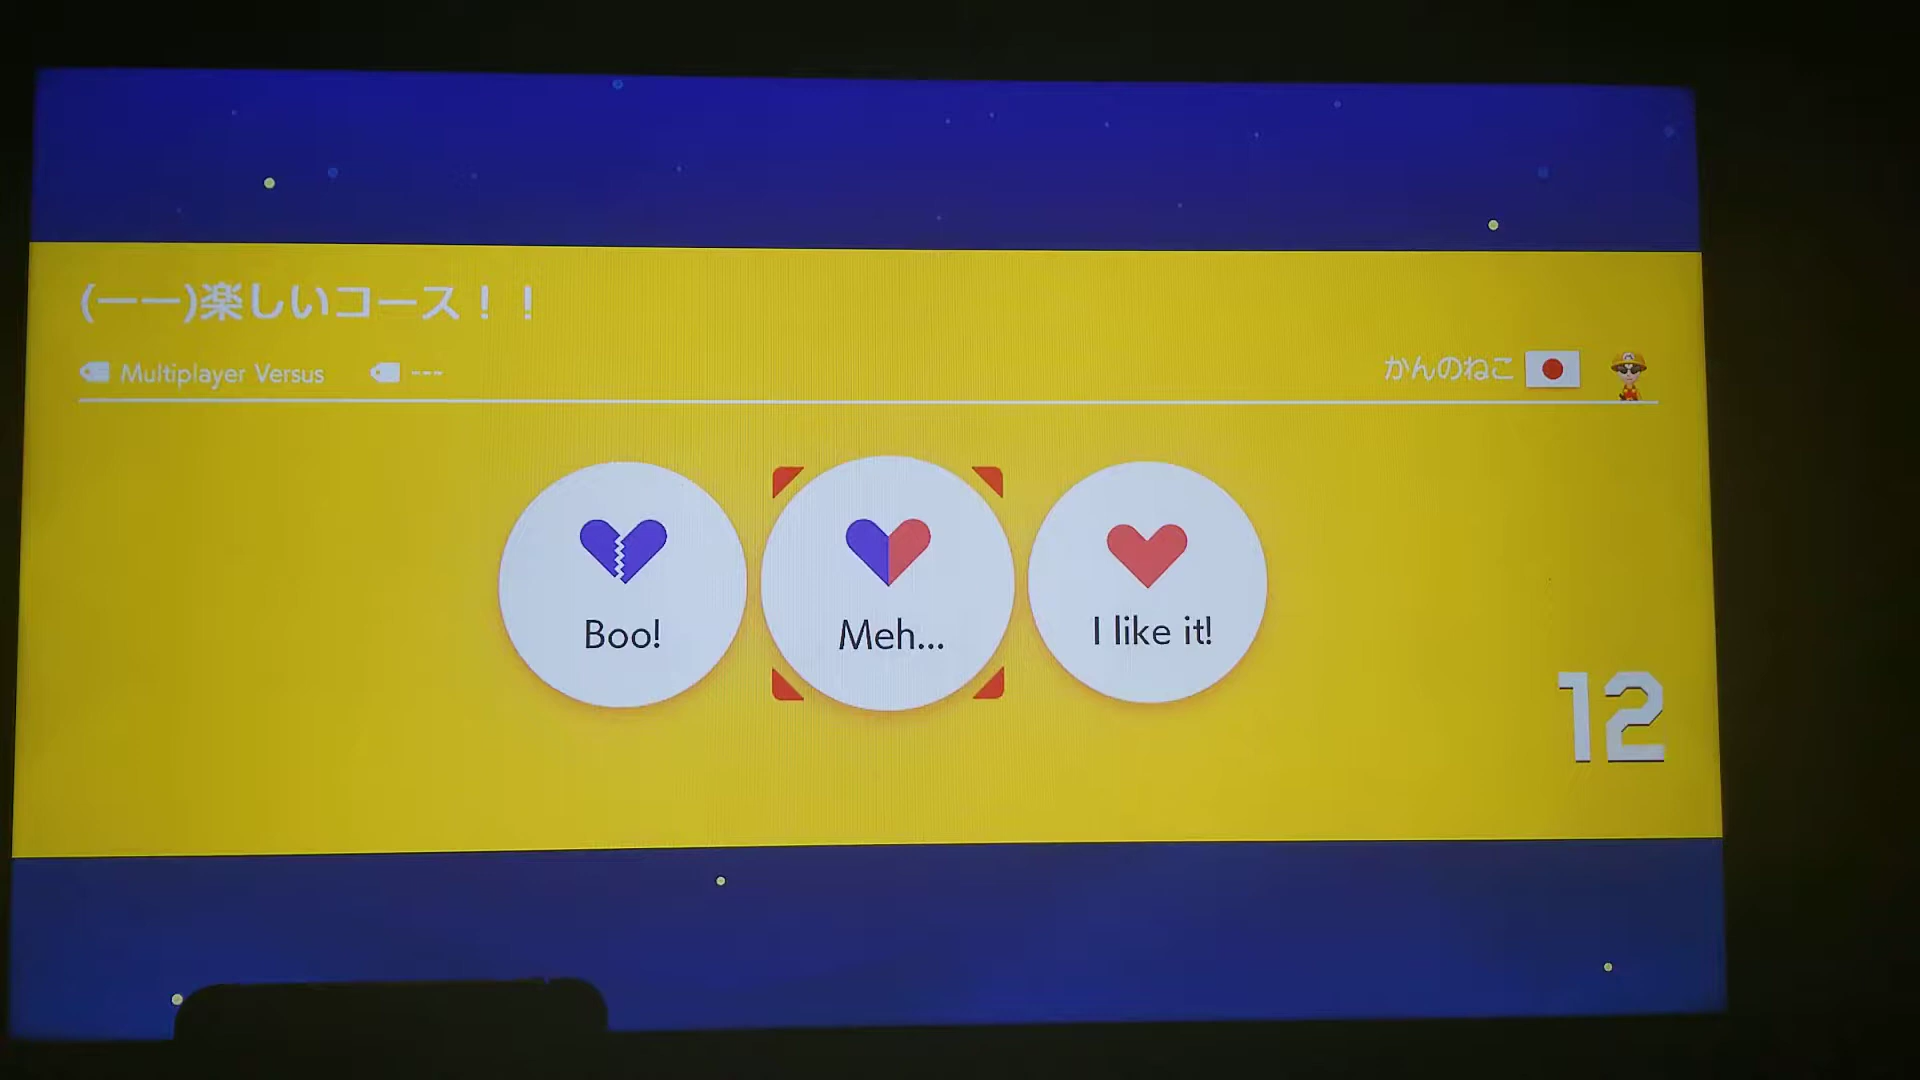 (ーー)楽しいコース！！
Multiplayer Versus ---
かんのねこ
Boo!
Meh...
I like it!
12